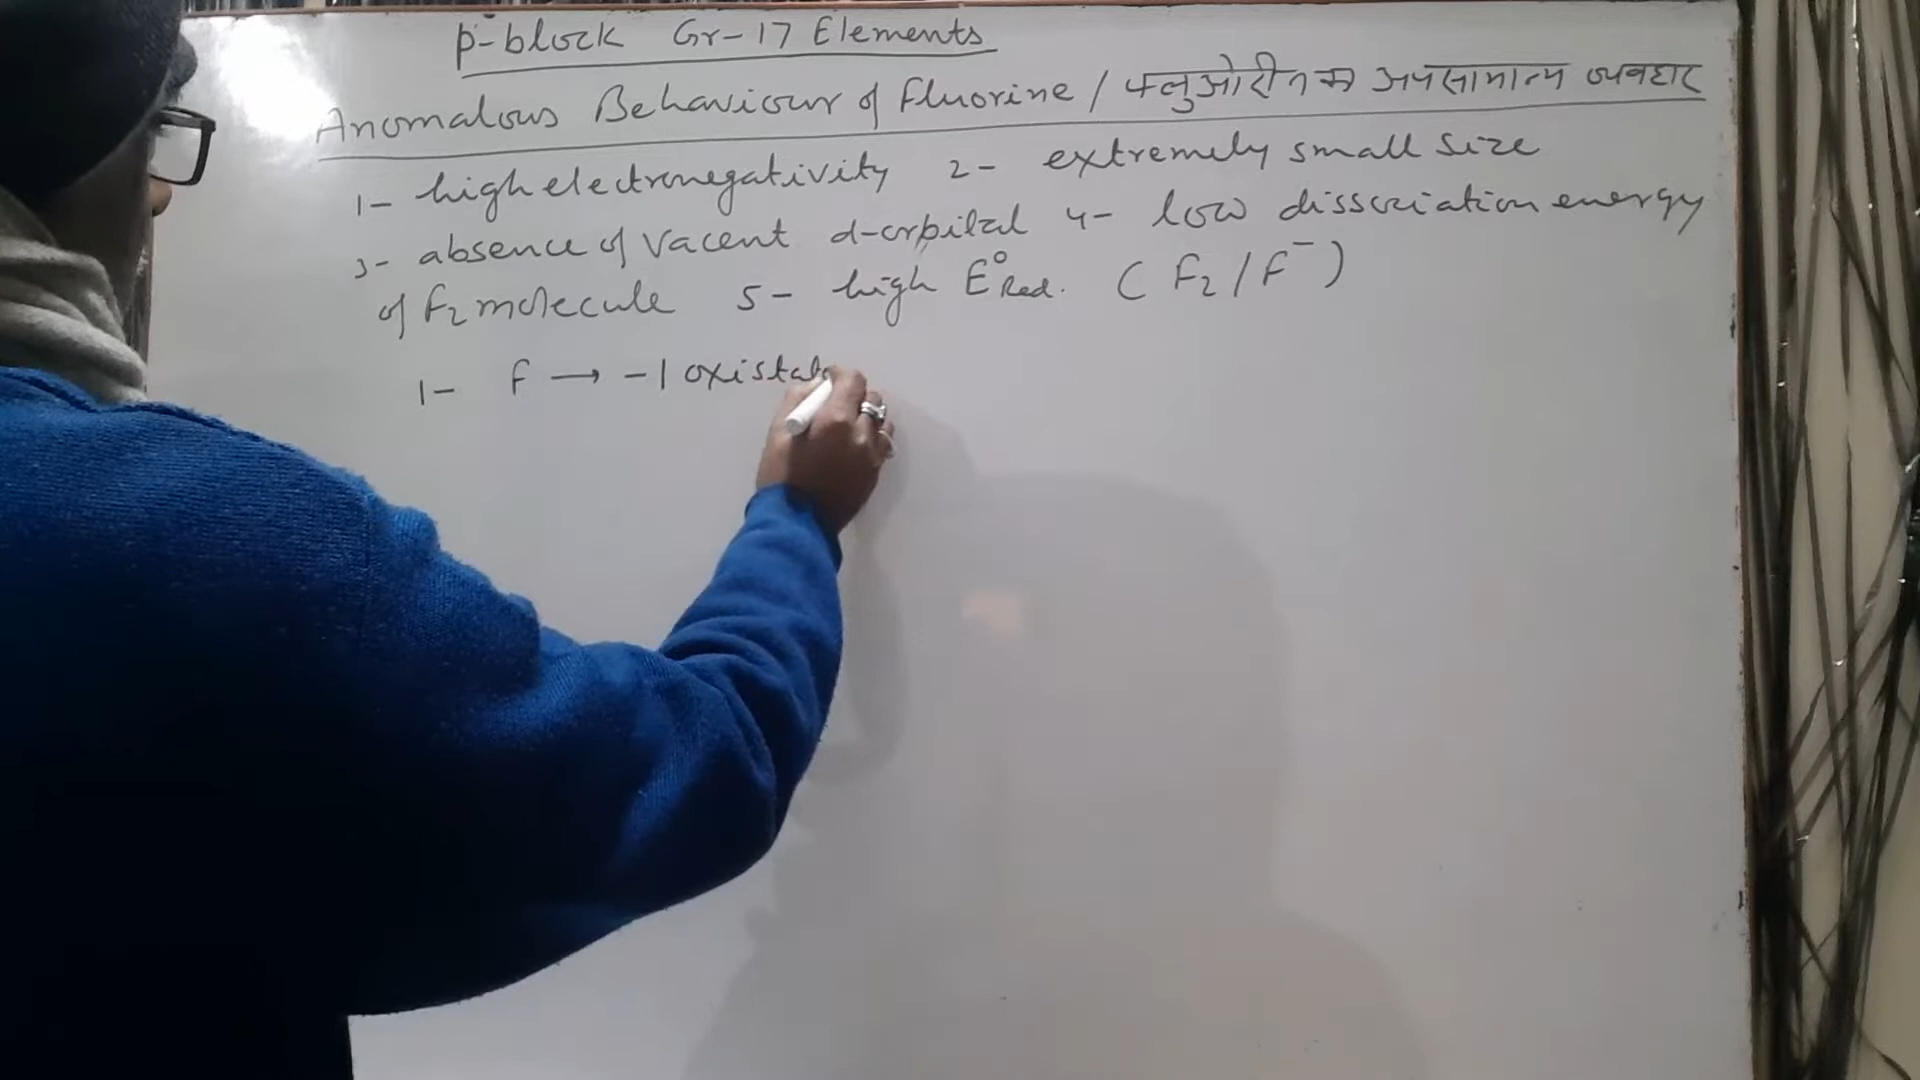 p-block Gr-17 Elements
Anomalous Behaviour of Fluorine / फ्लुओरीन का अपसामान्य व्यवहार
1- high electronegativity 2- extremely small size
3- absence of vacent d-orbital 4- low dissociation energy
of F₂ molecule 5- high E°Red. ( F₂/F⁻ )
1- F → -1 oxistat